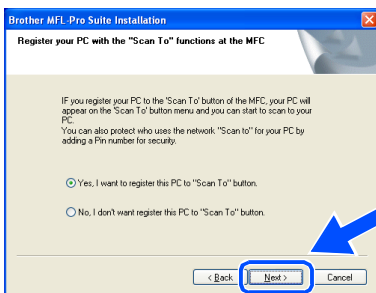 Brother MFL-Pro Suite Installation
Register your PC with the "Scan To" functions at the MFC
IF you register your PC to the 'Scan To' button of the MFC, your PC will
appear on the 'Scan To' button menu and you can start to scan to your
PC.
You can also protect who uses the network "Scan to" for your PC by
adding a Pin number for security.
Yes, I want to register this PC to "Scan To" button.
No, I don't want register this PC to "Scan To" button.
< Back
Next >
Cancel